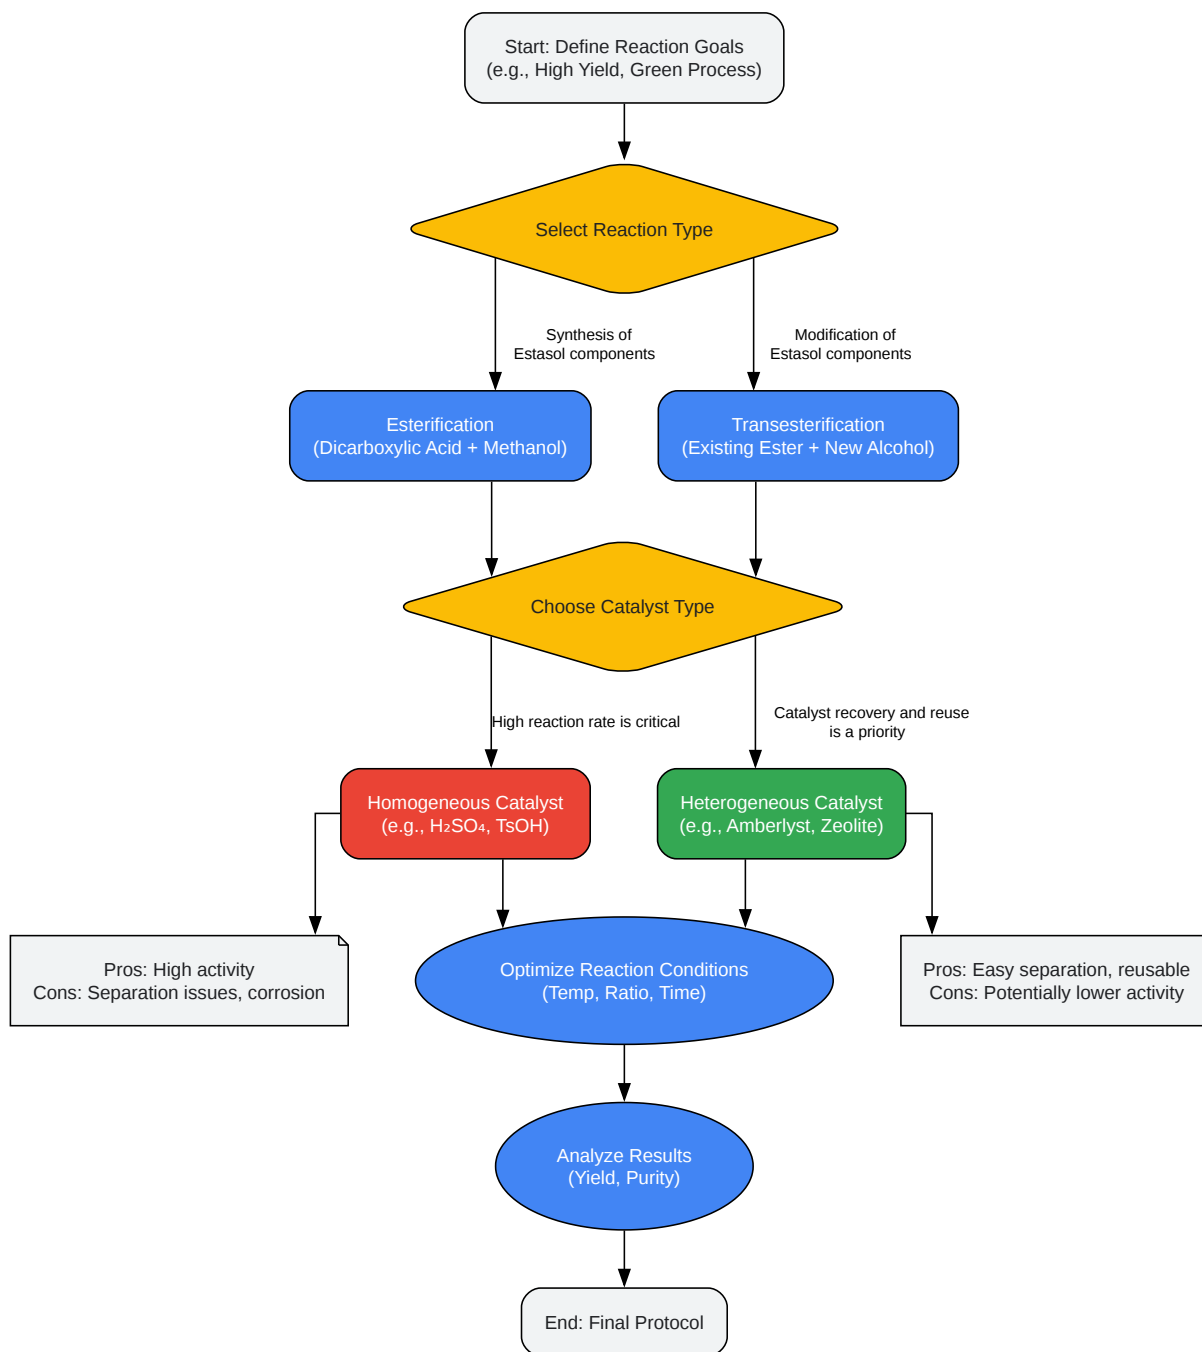 Start: Define Reaction Goals
(e.g., High Yield, Green Process)
Select Reaction Type
Synthesis of
Estasol components
Modification of
Estasol components
Esterification
(Dicarboxylic Acid + Methanol)
Transesterification
(Existing Ester + New Alcohol)
Choose Catalyst Type
High reaction rate is critical
Catalyst recovery and reuse
is a priority
Homogeneous Catalyst
(e.g., H₂SO₄, TsOH)
Heterogeneous Catalyst
(e.g., Amberlyst, Zeolite)
Pros: High activity
Cons: Separation issues, corrosion
Optimize Reaction Conditions
(Temp, Ratio, Time)
Pros: Easy separation, reusable
Cons: Potentially lower activity
Analyze Results
(Yield, Purity)
End: Final Protocol